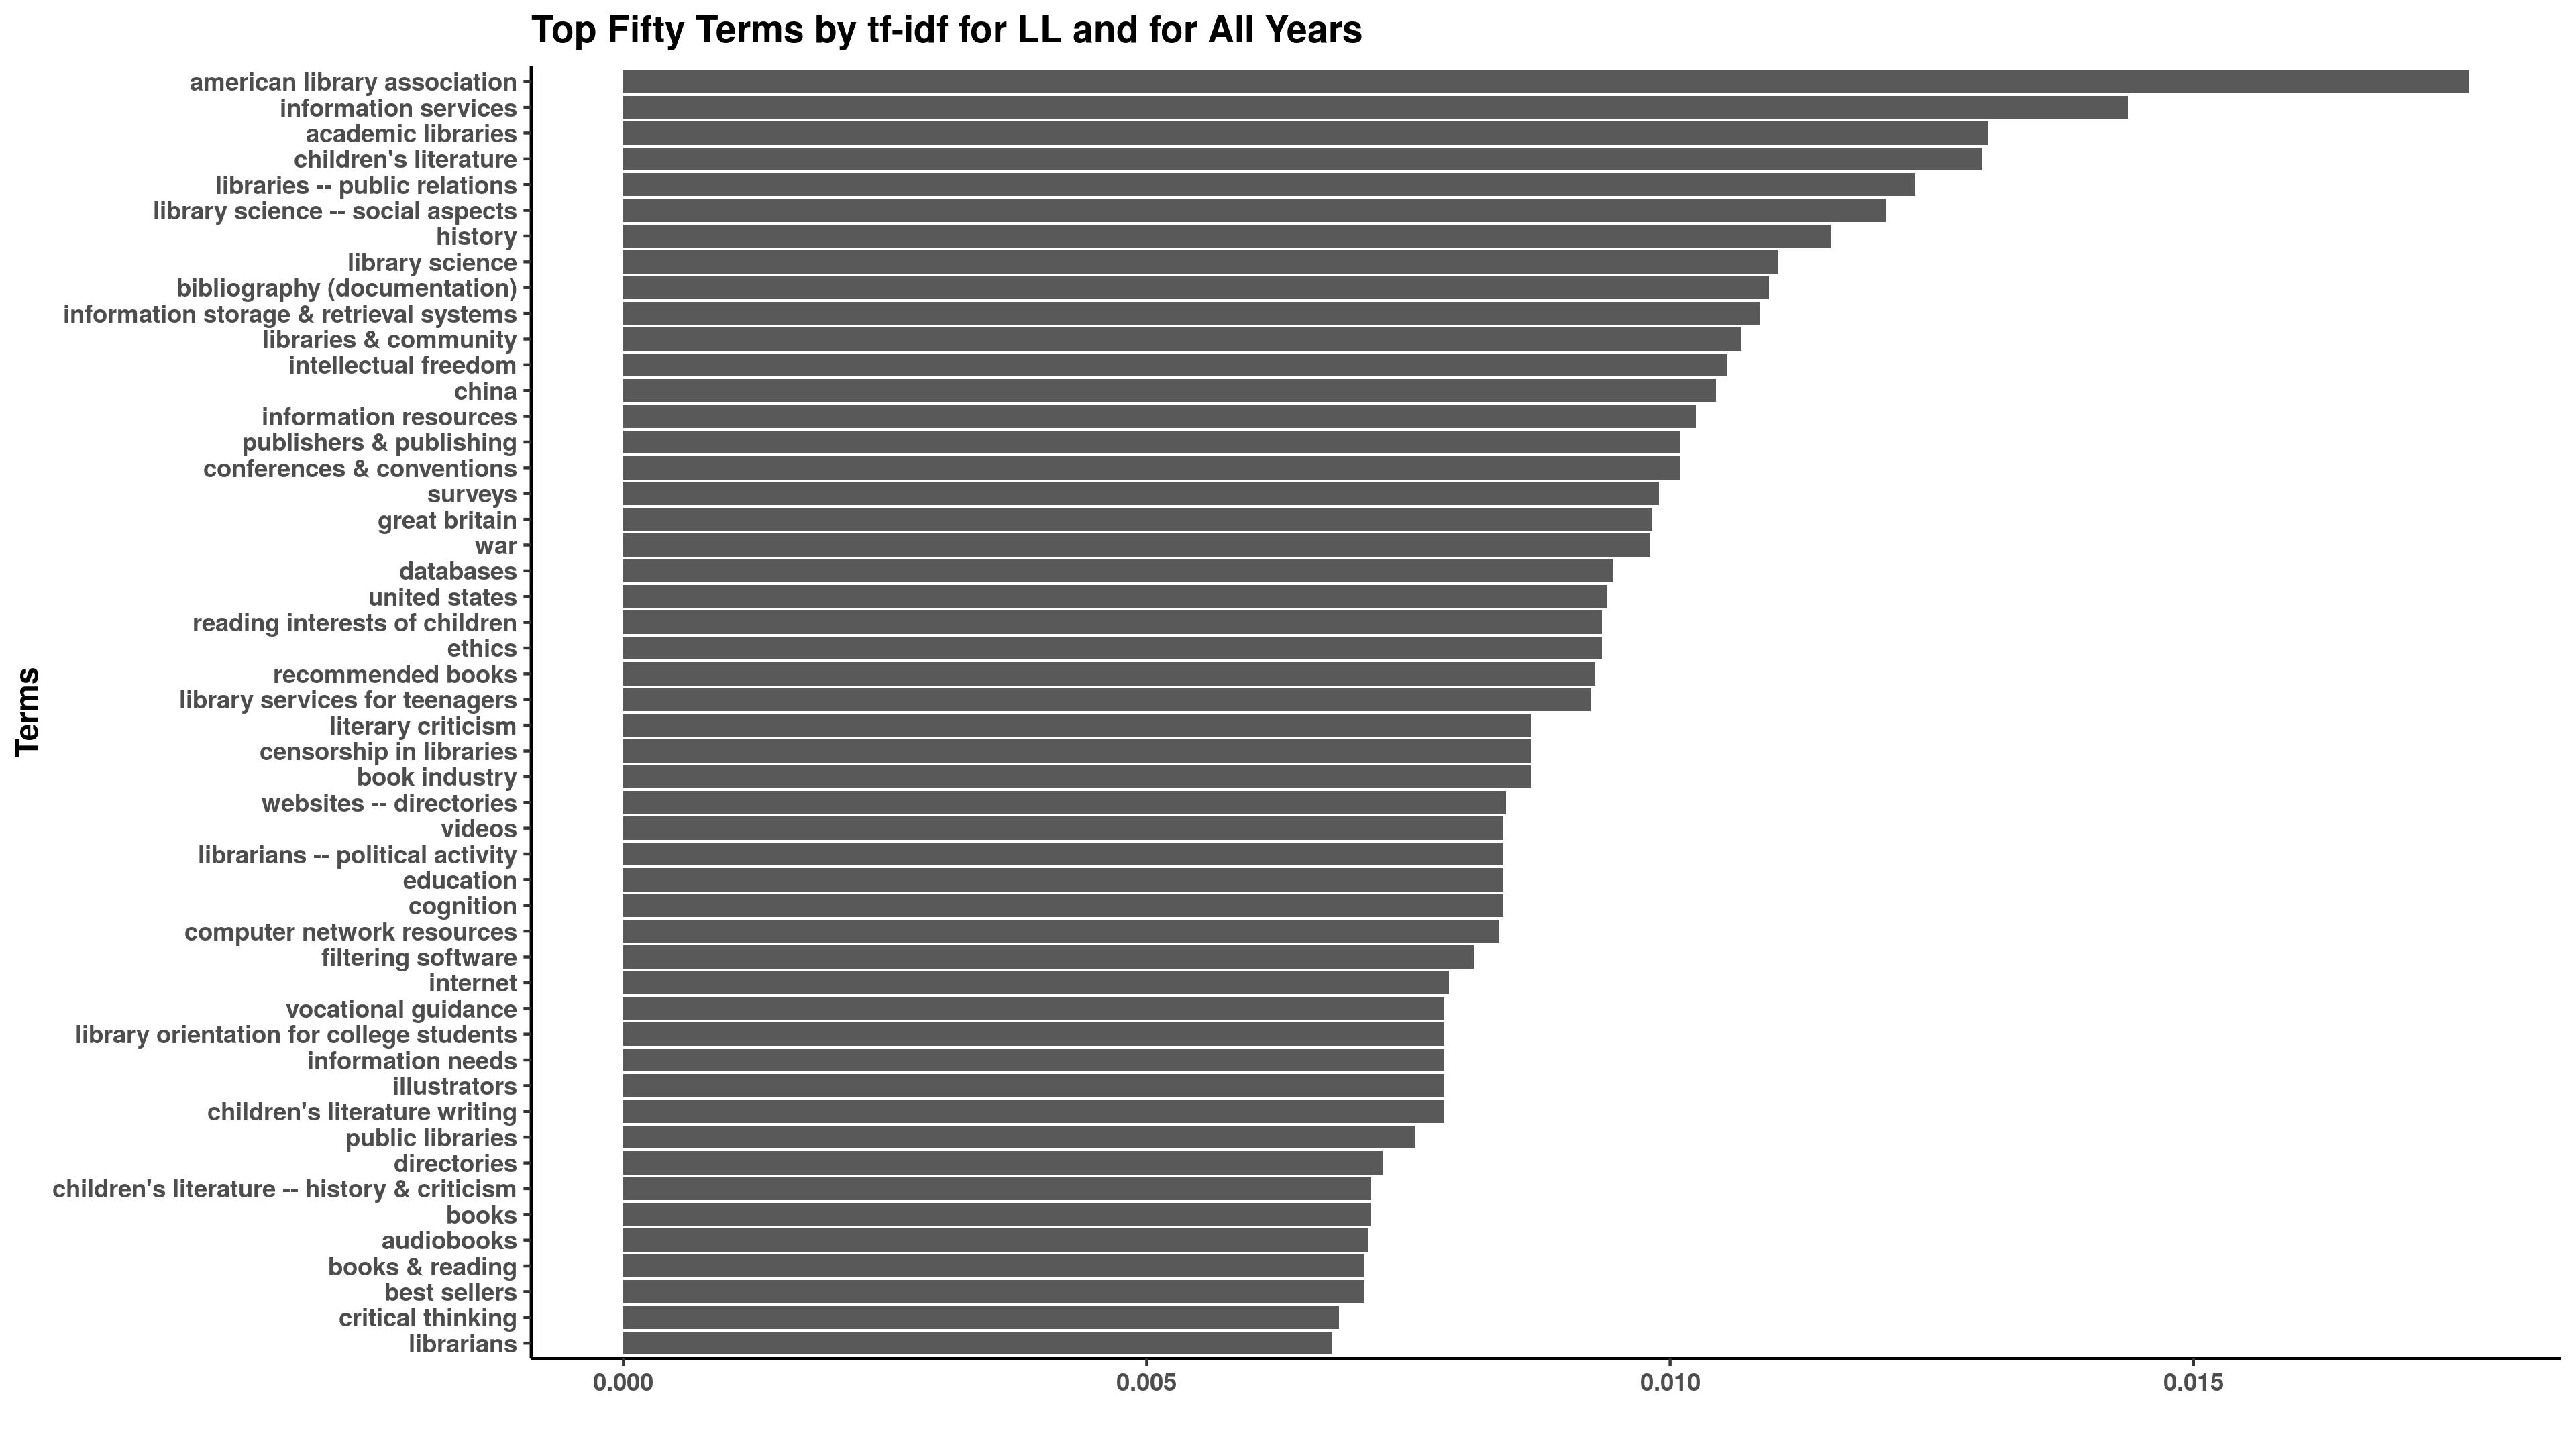 Top Fifty Terms by tf-idf for LL and for All Years
american library association
information services
academic libraries
children's literature
libraries -- public relations
library science -- social aspects
history
library science
bibliography (documentation)
information storage & retrieval systems
libraries & community
intellectual freedom
china
information resources
publishers & publishing
conferences & conventions
surveys
great britain
war
databases
united states
reading interests of children
ethics
recommended books
library services for teenagers
literary criticism
censorship in libraries
book industry
websites -- directories
videos
librarians -- political activity
education
cognition
computer network resources
filtering software
internet
vocational guidance
library orientation for college students
information needs
illustrators
children's literature writing
public libraries
directories
children's literature -- history & criticism
books
audiobooks
books & reading
best sellers
critical thinking
librarians
Terms
0.000 0.005 0.010 0.015